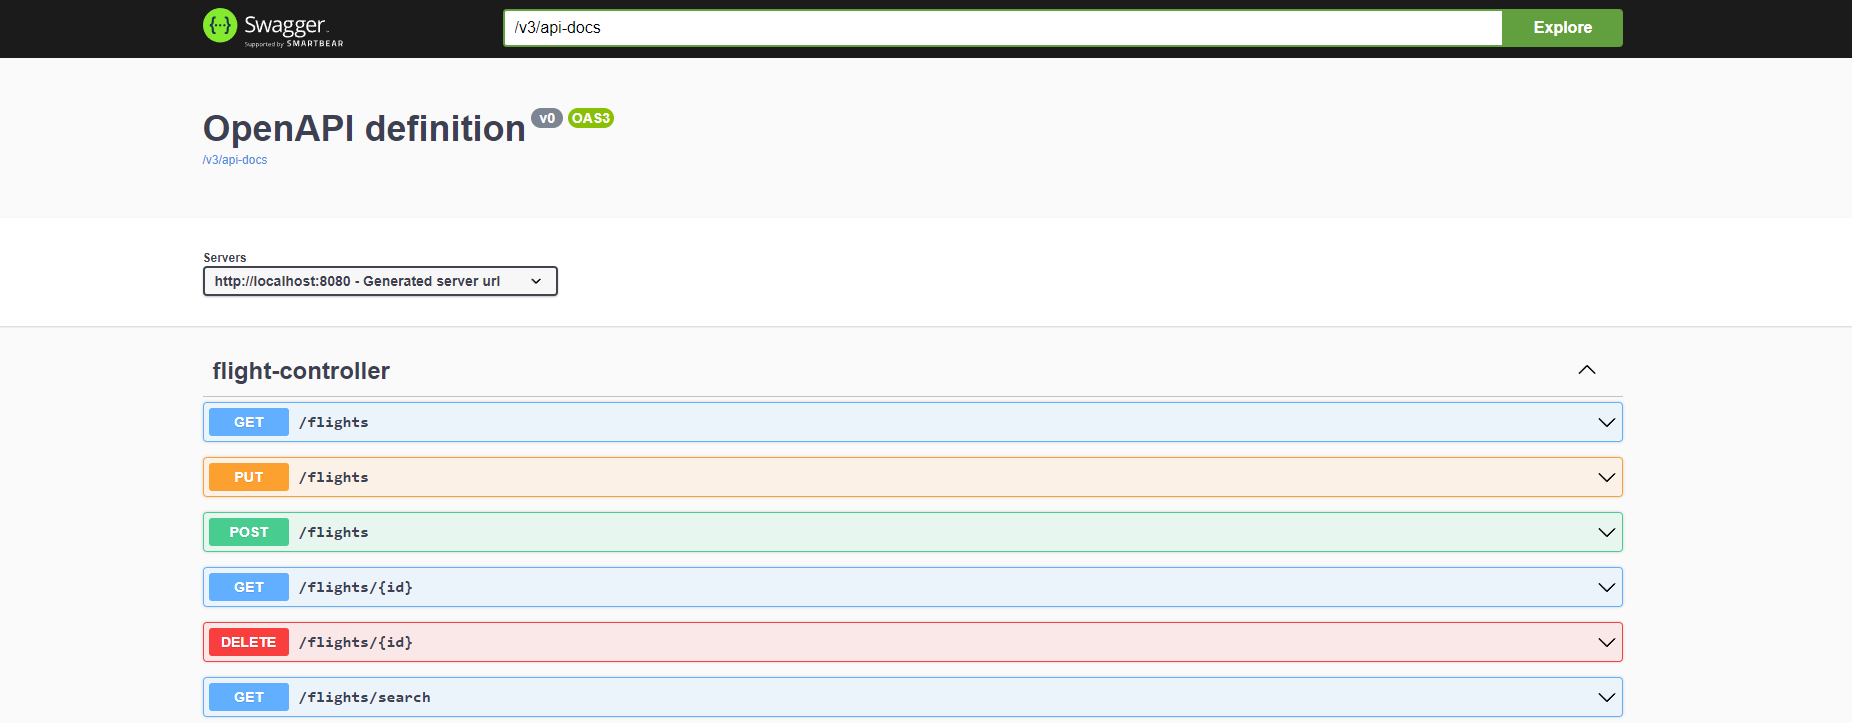 Swagger
Supported by SMARTBEAR
/v3/api-docs
Explore
OpenAPI definition v0 OAS3
/v3/api-docs
Servers
http://localhost:8080 - Generated server url
flight-controller
GET /flights
PUT /flights
POST /flights
GET /flights/{id}
DELETE /flights/{id}
GET /flights/search